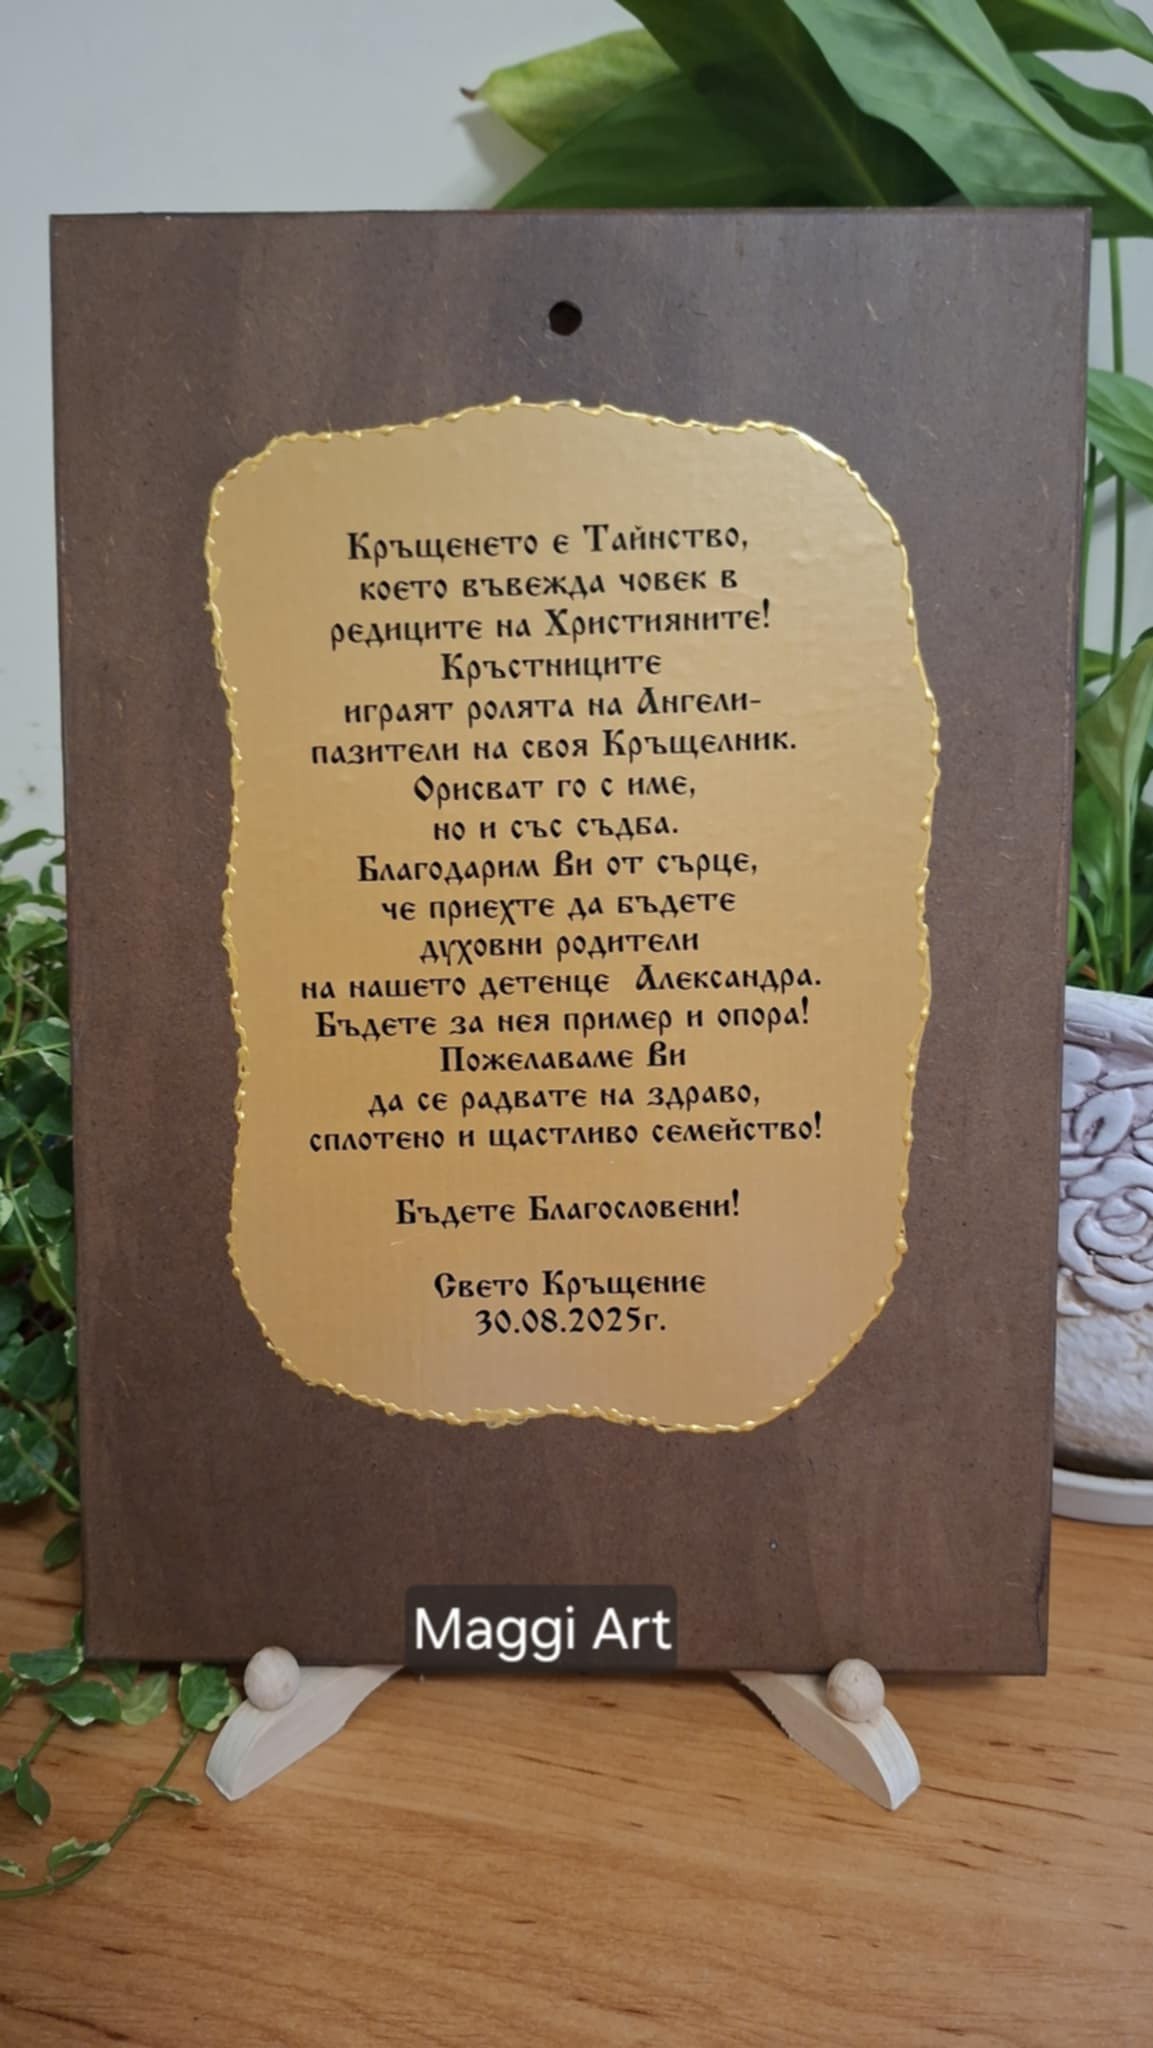 Кръщенето е Тайнство,
което въвежда човек в
редиците на Християните!
Кръстниците
играят ролята на Ангели-
пазители на своя Кръщелник.
Орисват го с име,
но и със съдба.
Благодарим Ви от сърце,
че приехте да бъдете
духовни родители
на нашето детенце Александра.
Бъдете за нея пример и опора!
Пожелаваме Ви
да се радвате на здраво,
сплотено и щастливо семейство!
Бъдете Благословени!
Свето Кръщение
30.08.2025г.
Maggi Art